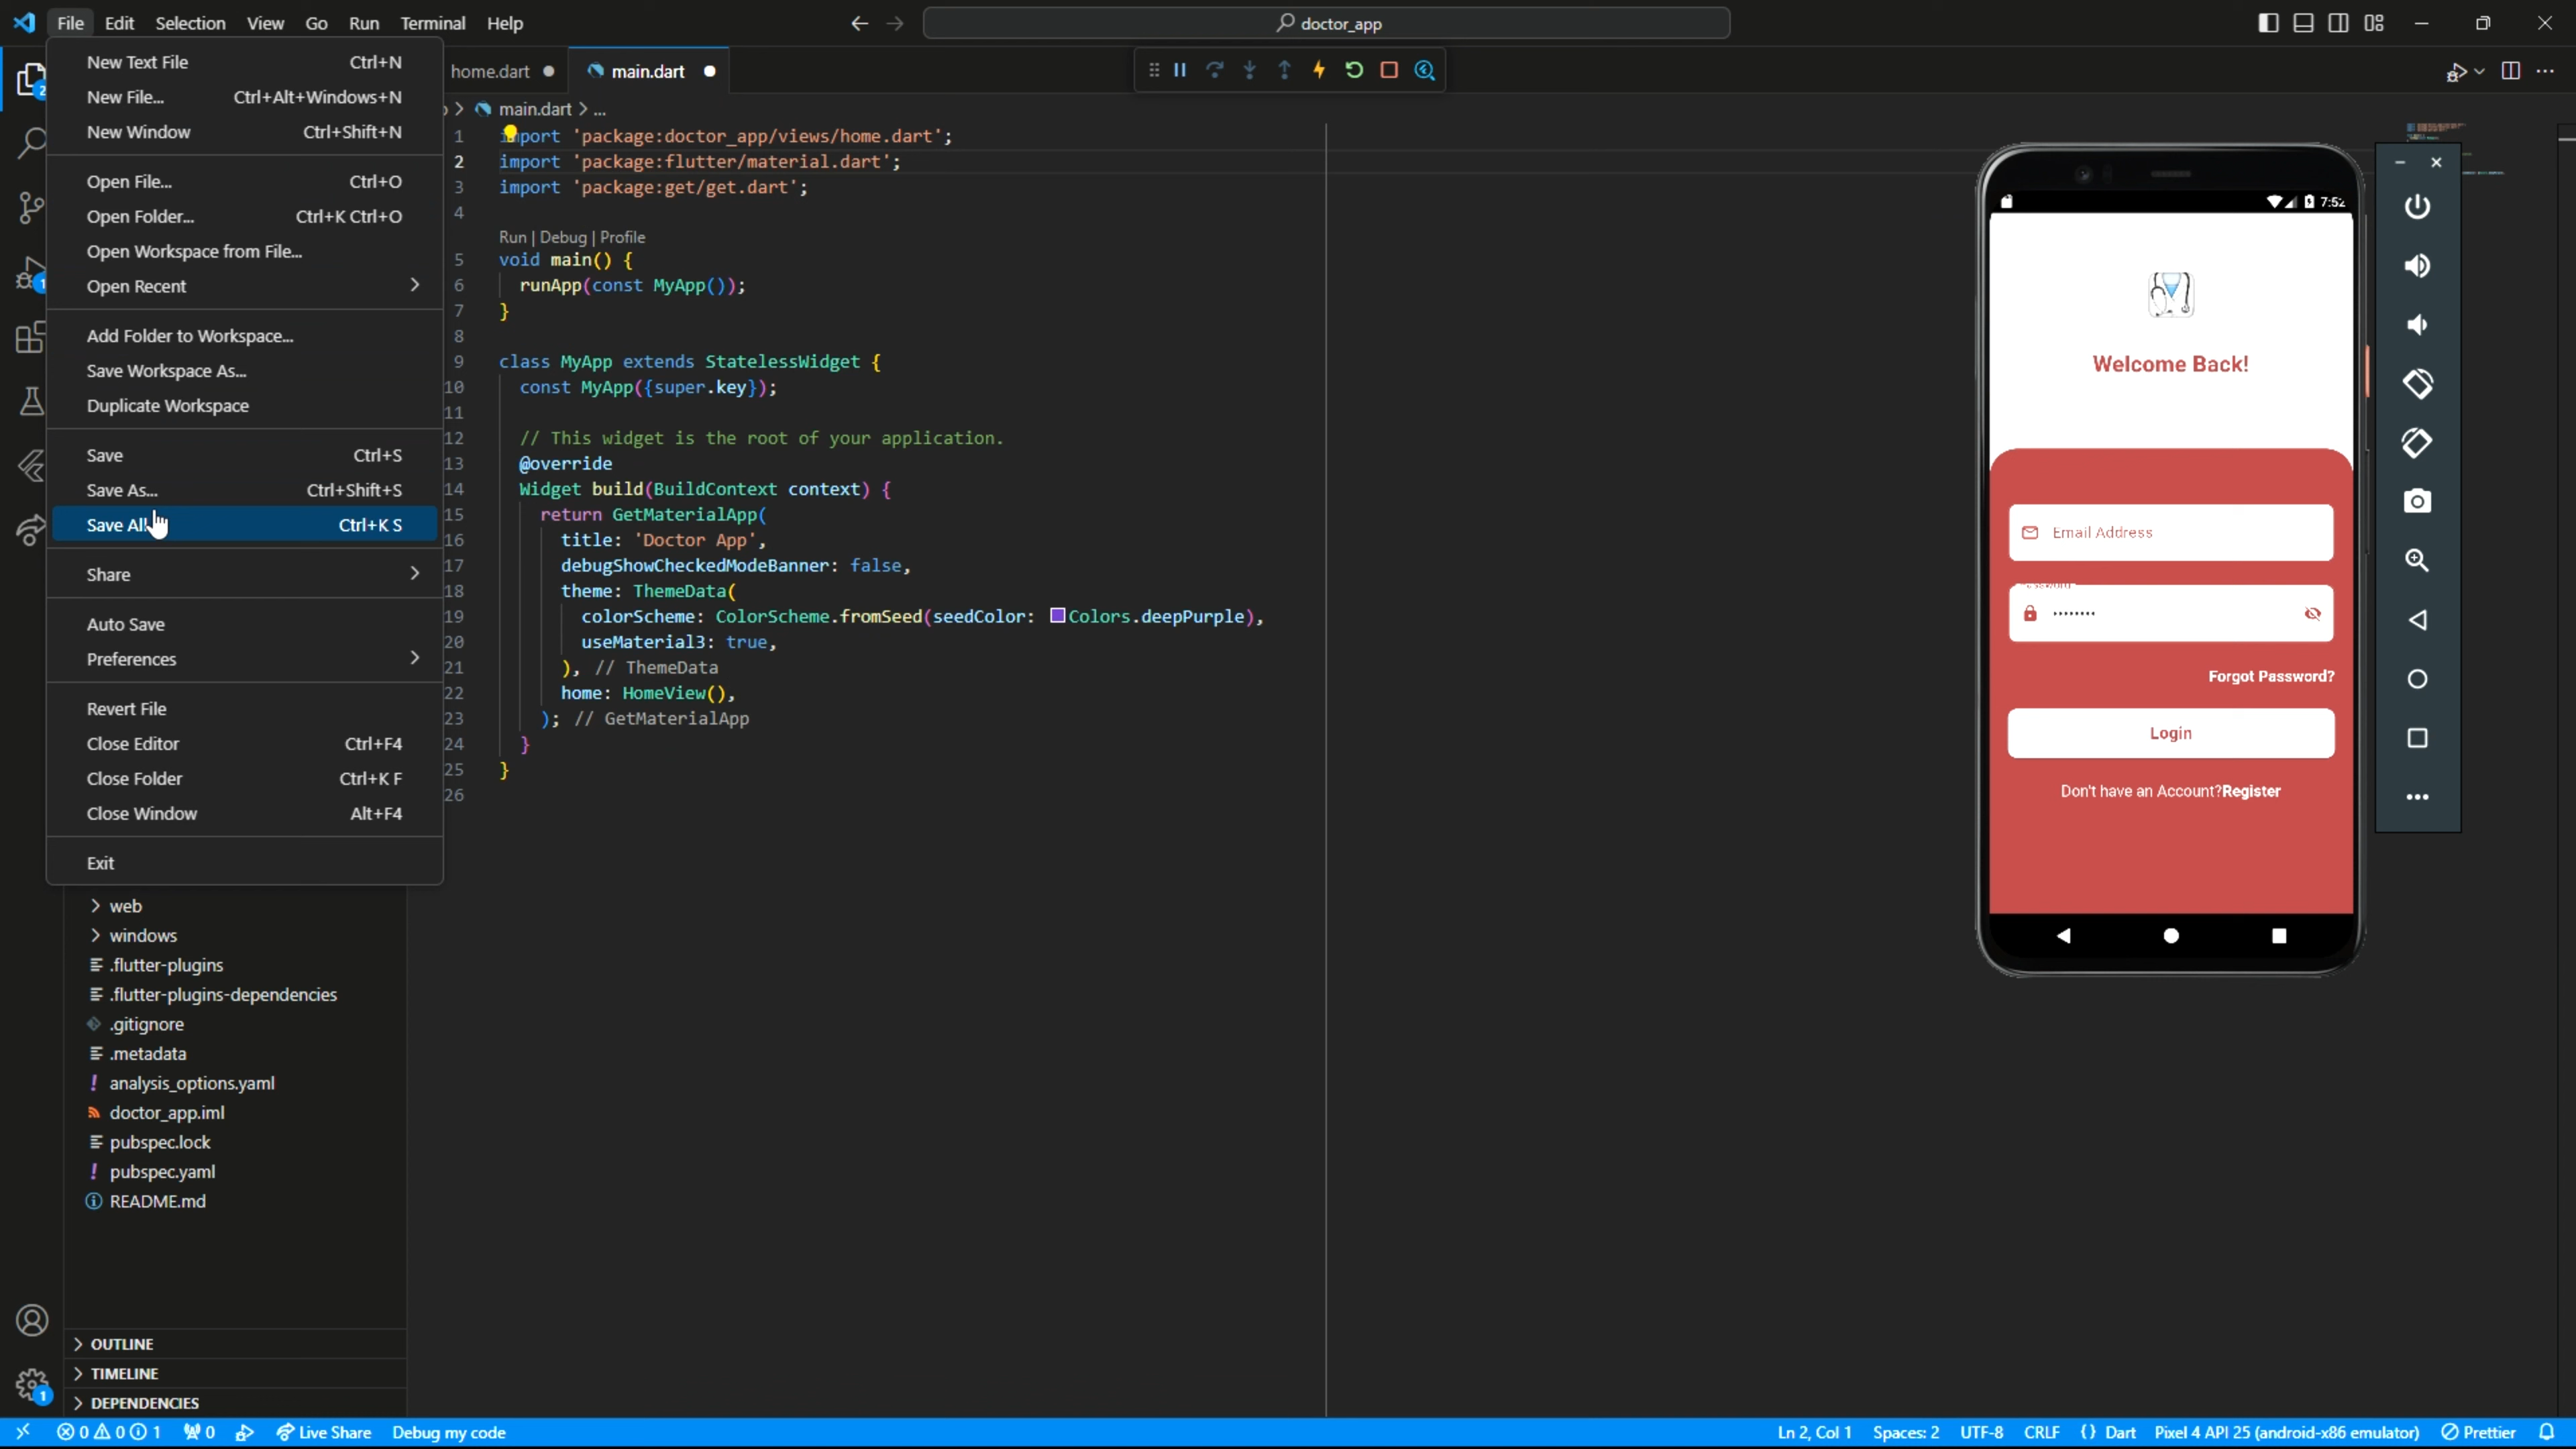 File Edit Selection View Go Run Terminal Help
doctor_app
New Text File Ctrl+N
New File... Ctrl+Alt+Windows+N
New Window Ctrl+Shift+N
Open File... Ctrl+O
Open Folder... Ctrl+K Ctrl+O
Open Workspace from File...
Open Recent
Add Folder to Workspace...
Save Workspace As...
Duplicate Workspace
Save Ctrl+S
Save As... Ctrl+Shift+S
Save All Ctrl+K S
Share
Auto Save
Preferences
Revert File
Close Editor Ctrl+F4
Close Folder Ctrl+K F
Close Window Alt+F4
Exit
web
windows
.flutter-plugins
.flutter-plugins-dependencies
.gitignore
.metadata
analysis_options.yaml
doctor_app.iml
pubspec.lock
pubspec.yaml
README.md
OUTLINE
TIMELINE
DEPENDENCIES
home.dart
main.dart
main.dart > ...
1 import 'package:doctor_app/views/home.dart';
2 import 'package:flutter/material.dart';
3 import 'package:get/get.dart';
4
Run | Debug | Profile
5 void main() {
6 runApp(const MyApp());
7 }
8
9 class MyApp extends StatelessWidget {
10 const MyApp({super.key});
11
12 // This widget is the root of your application.
13 @override
14 Widget build(BuildContext context) {
15 return GetMaterialApp(
16 title: 'Doctor App',
17 debugShowCheckedModeBanner: false,
18 theme: ThemeData(
19 colorScheme: ColorScheme.fromSeed(seedColor: Colors.deepPurple),
20 useMaterial3: true,
21 ), // ThemeData
22 home: HomeView(),
23 ); // GetMaterialApp
24 }
25 }
26
7:52
Welcome Back!
Email Address
••••••••
Forgot Password?
Login
Don't have an Account?Register
0 0 1 0 Live Share Debug my code
Ln 2, Col 1 Spaces: 2 UTF-8 CRLF {} Dart Pixel 4 API 25 (android-x86 emulator) Prettier